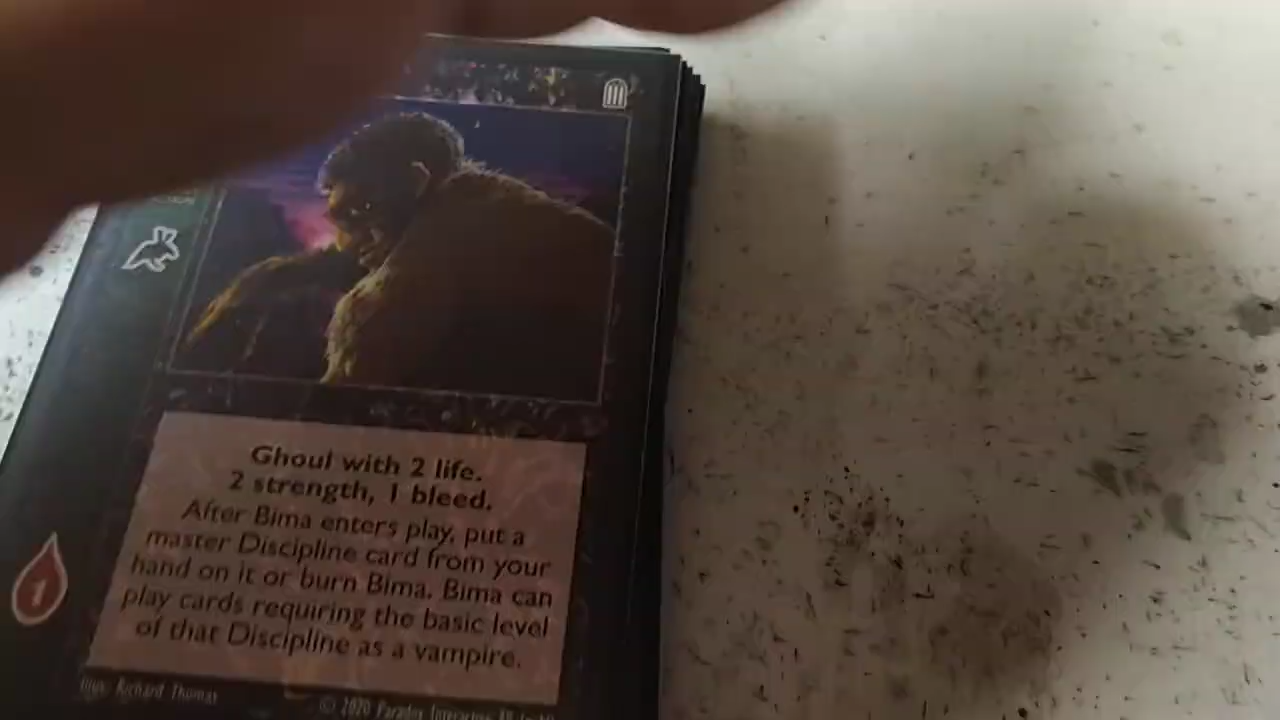 Ghoul with 2 life.
2 strength, 1 bleed.
After Bima enters play, put a
master Discipline card from your
hand on it or burn Bima. Bima can
play cards requiring the basic level
of that Discipline as a vampire.
1
Illus: Richard Thomas
© 2020 Paradox Interactive